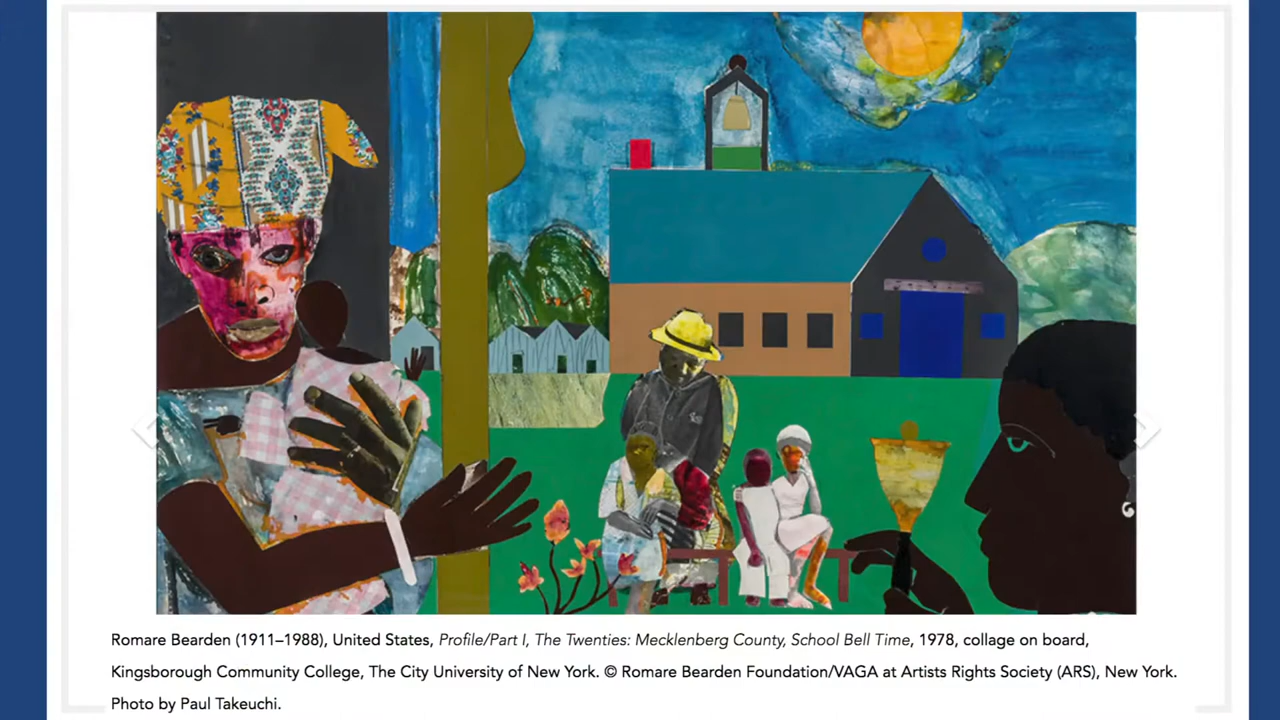 Romare Bearden (1911–1988), United States, Profile/Part I, The Twenties: Mecklenberg County, School Bell Time, 1978, collage on board,
Kingsborough Community College, The City University of New York. © Romare Bearden Foundation/VAGA at Artists Rights Society (ARS), New York.
Photo by Paul Takeuchi.